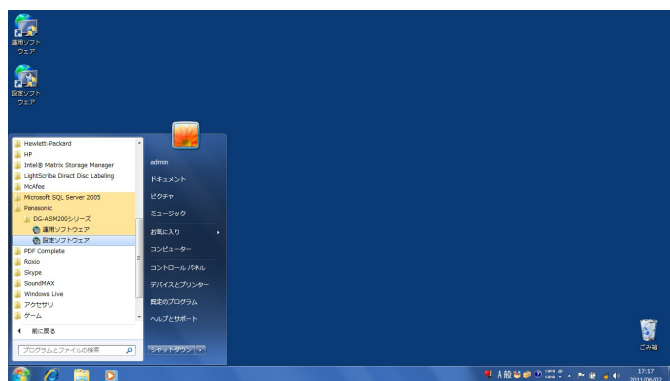 運用ソフト
ウェア
設定ソフト
ウェア
Hewlett-Packard
HP
Intel® Matrix Storage Manager
LightScribe Direct Disc Labeling
McAfee
Microsoft SQL Server 2005
Panasonic
DG-ASM200シリーズ
運用ソフトウェア
設定ソフトウェア
PDF Complete
Roxio
Skype
SoundMAX
Windows Live
アクセサリ
ゲーム
前に戻る
プログラムとファイルの検索
admin
ドキュメント
ピクチャ
ミュージック
お気に入り
コンピューター
コントロール パネル
デバイスとプリンター
既定のプログラム
ヘルプとサポート
シャットダウン
ごみ箱
A 般
CAPS
KANA
17:17
2011/06/02